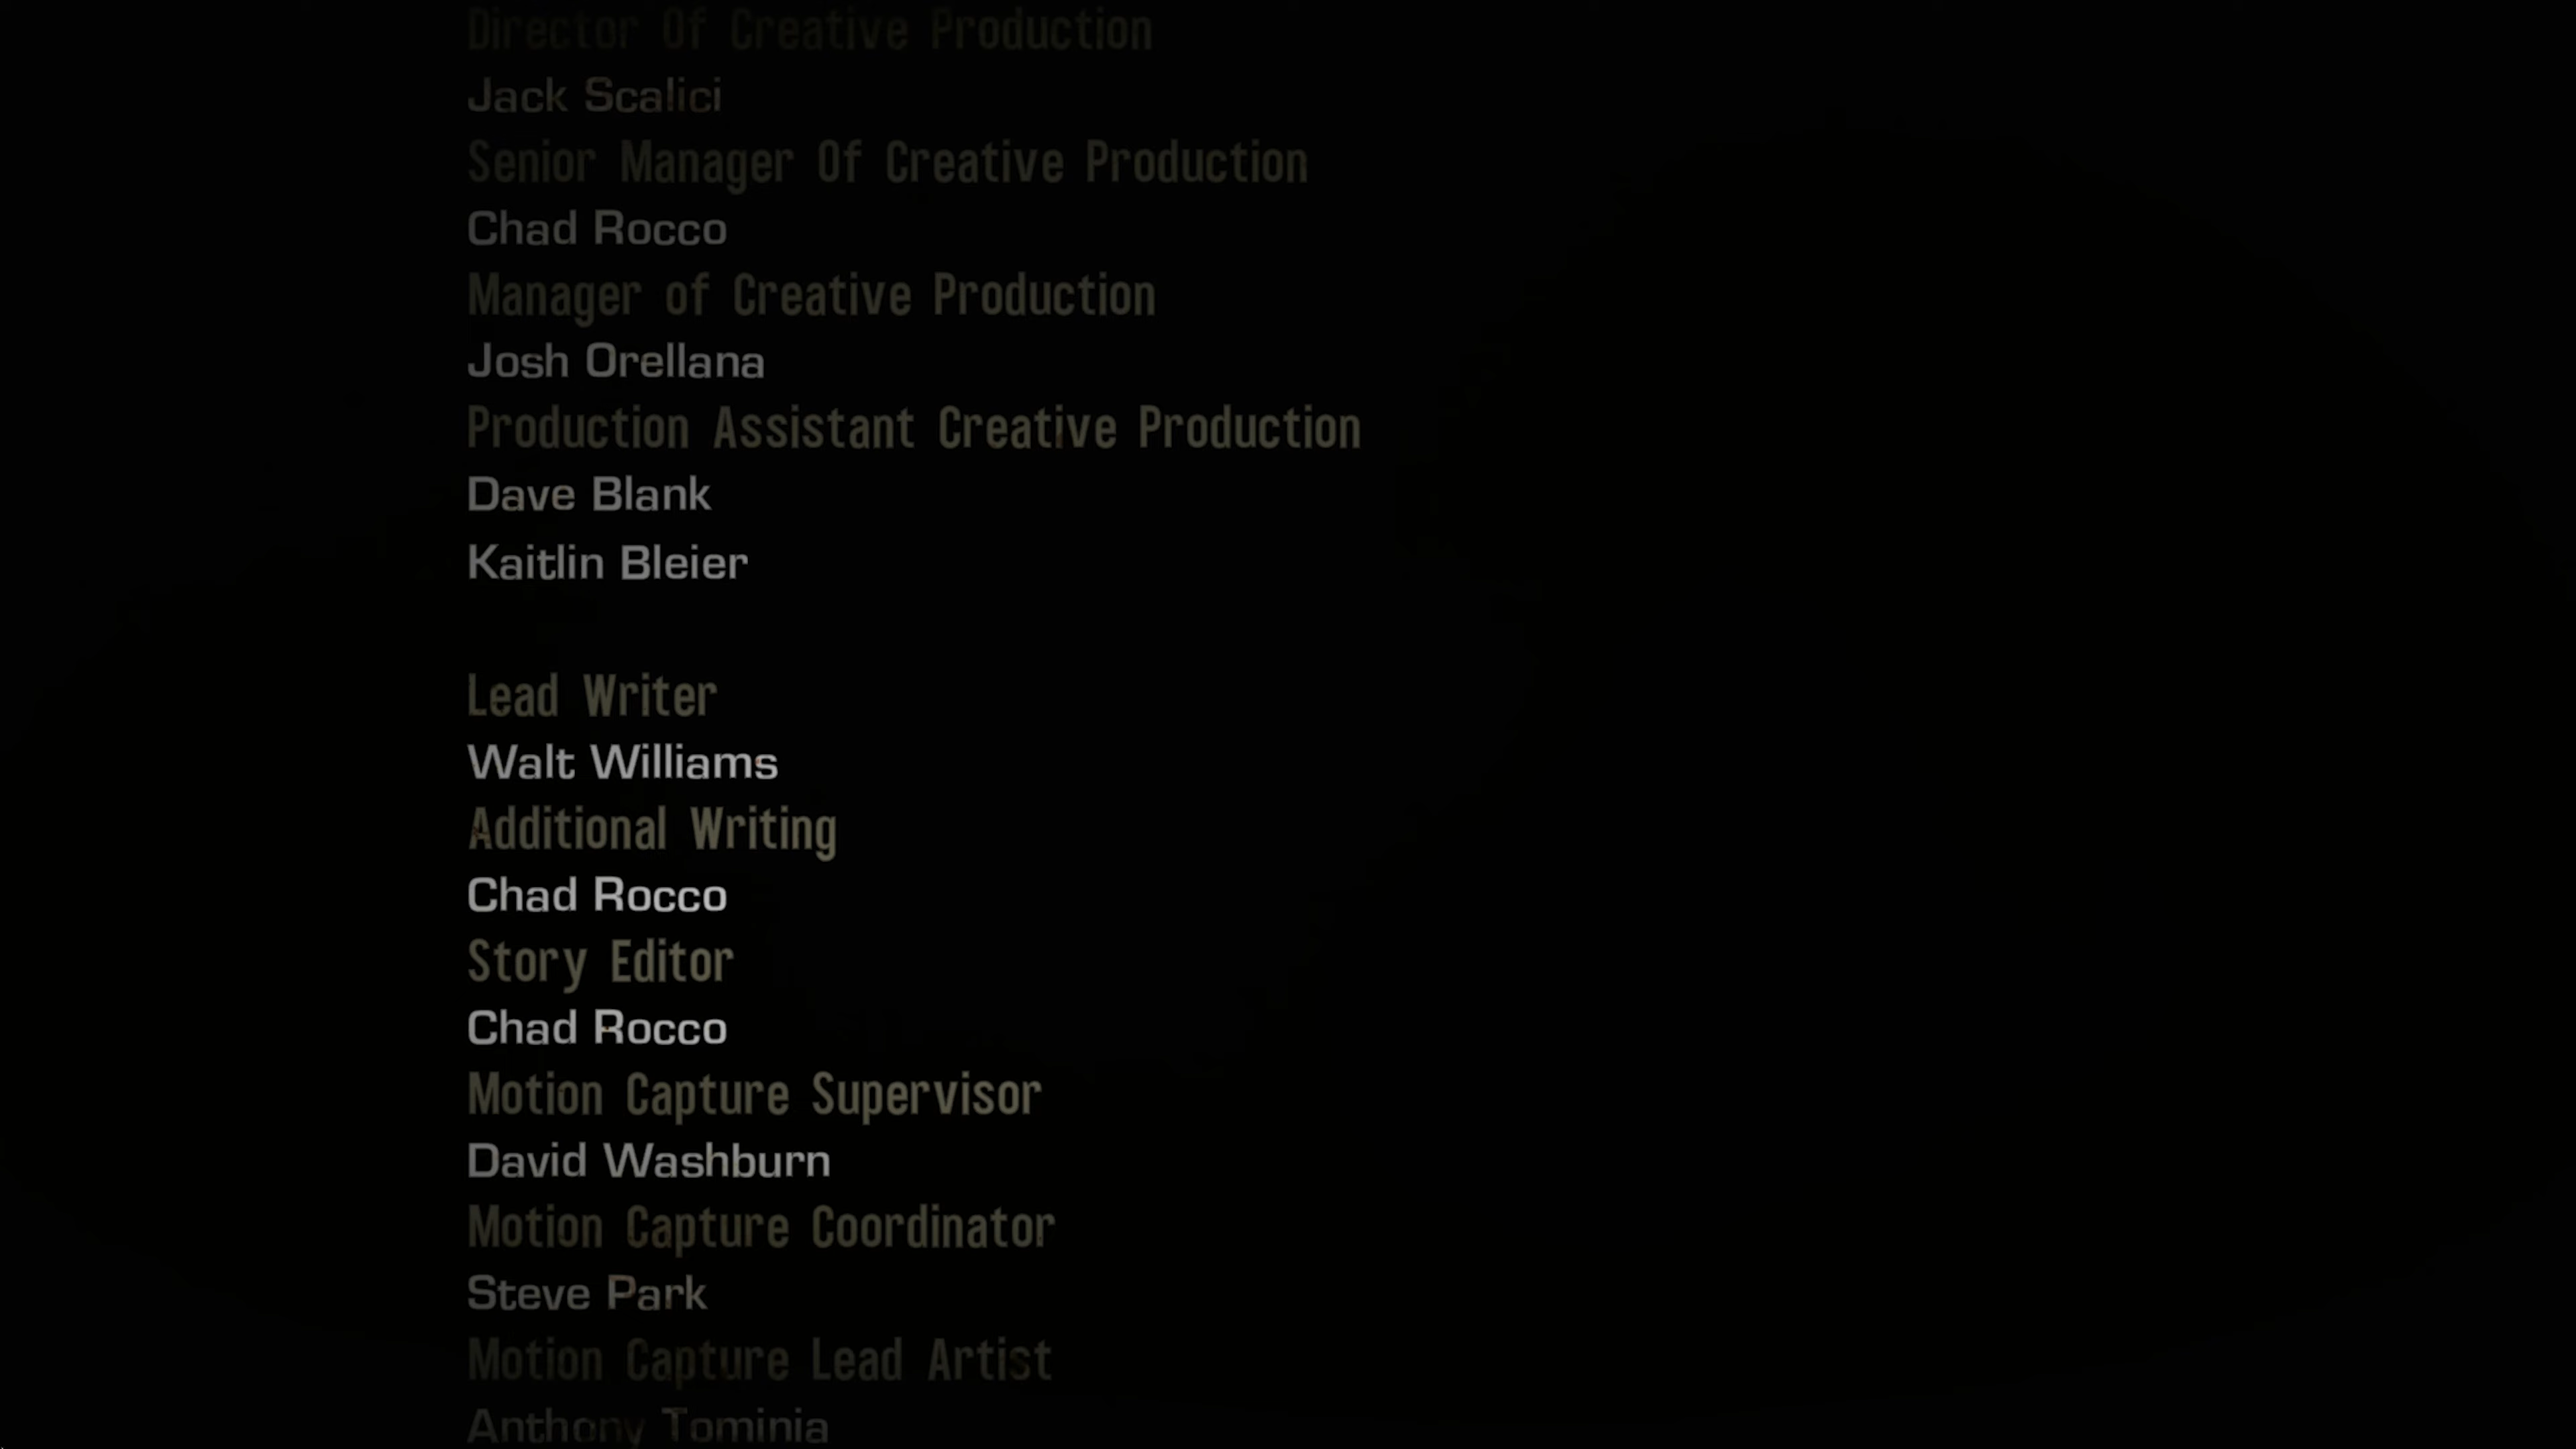 Director Of Creative Production
Jack Scalici
Senior Manager Of Creative Production
Chad Rocco
Manager of Creative Production
Josh Orellana
Production Assistant Creative Production
Dave Blank
Kaitlin Bleier
Lead Writer
Walt Williams
Additional Writing
Chad Rocco
Story Editor
Chad Rocco
Motion Capture Supervisor
David Washburn
Motion Capture Coordinator
Steve Park
Motion Capture Lead Artist
Anthony Tominia